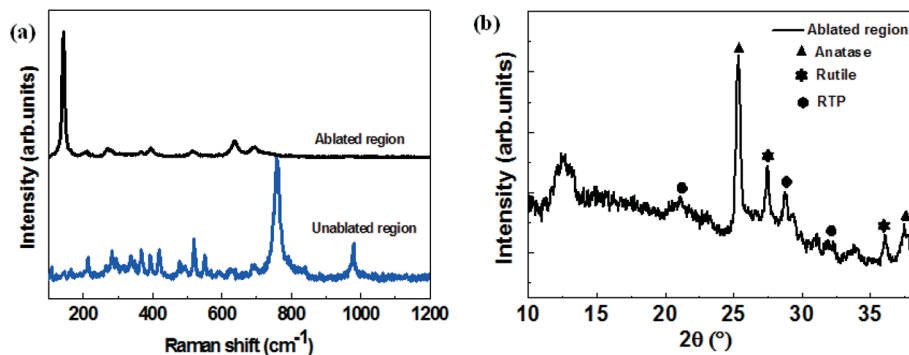 (a)
Intensity (arb.units)
Ablated region
Unablated region
200 400 600 800 1000 1200
Raman shift (cm-1)
(b)
Intensity (arb.units)
Ablated region
Anatase
Rutile
RTP
10 15 20 25 30 35
2θ (°)